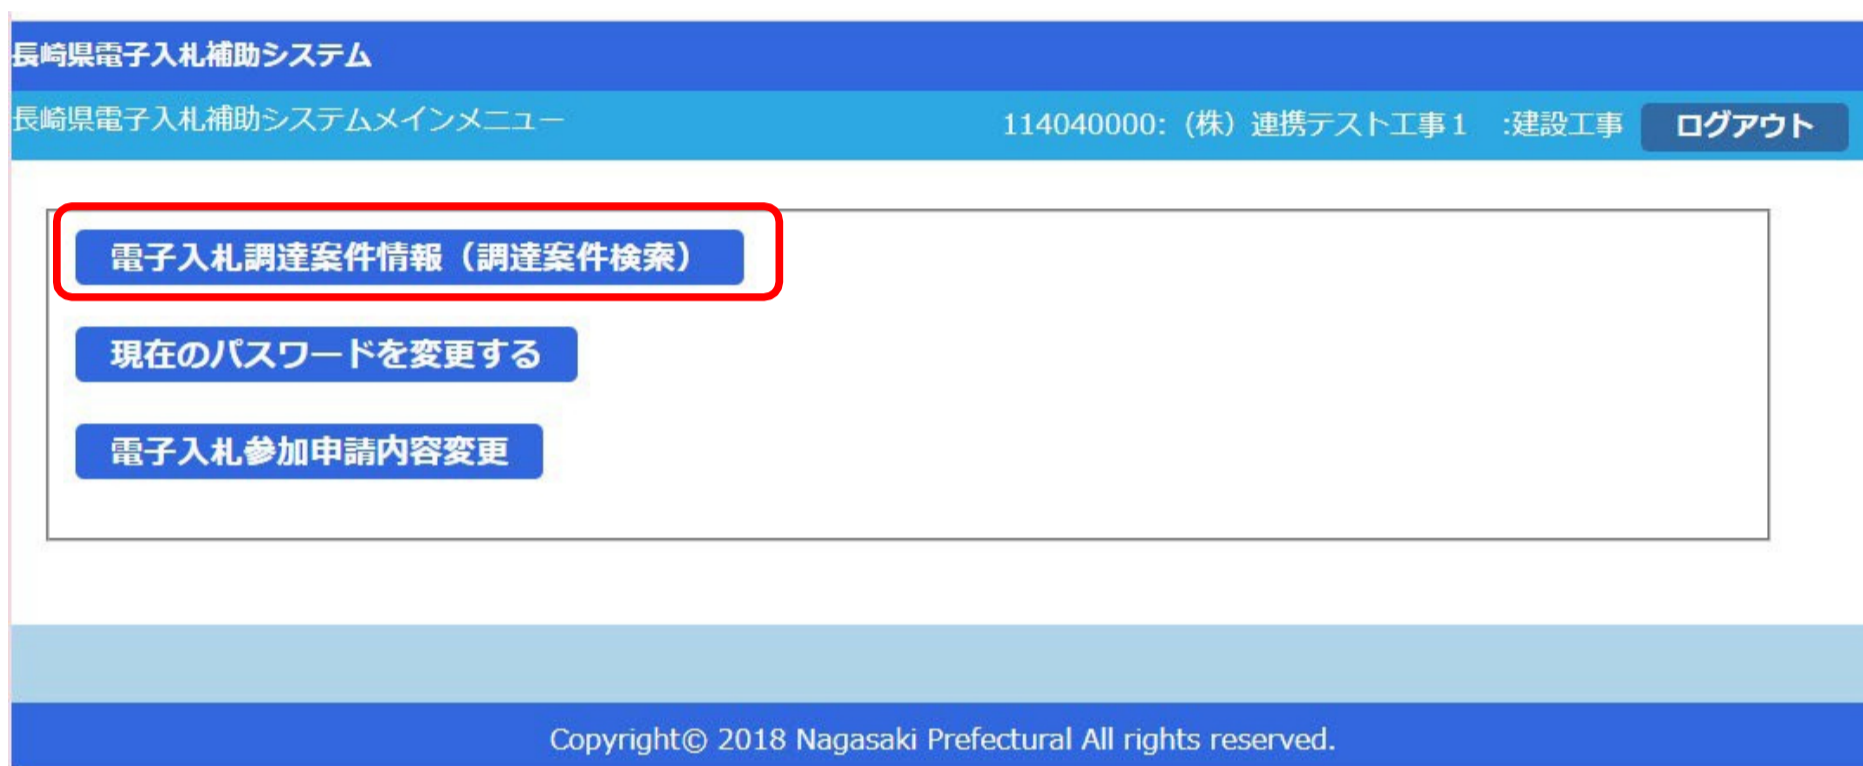 長崎県電子入札補助システム
長崎県電子入札補助システムメインメニュー 114040000:（株）連携テスト工事１ :建設工事 ログアウト
電子入札調達案件情報（調達案件検索）
現在のパスワードを変更する
電子入札参加申請内容変更
Copyright© 2018 Nagasaki Prefectural All rights reserved.